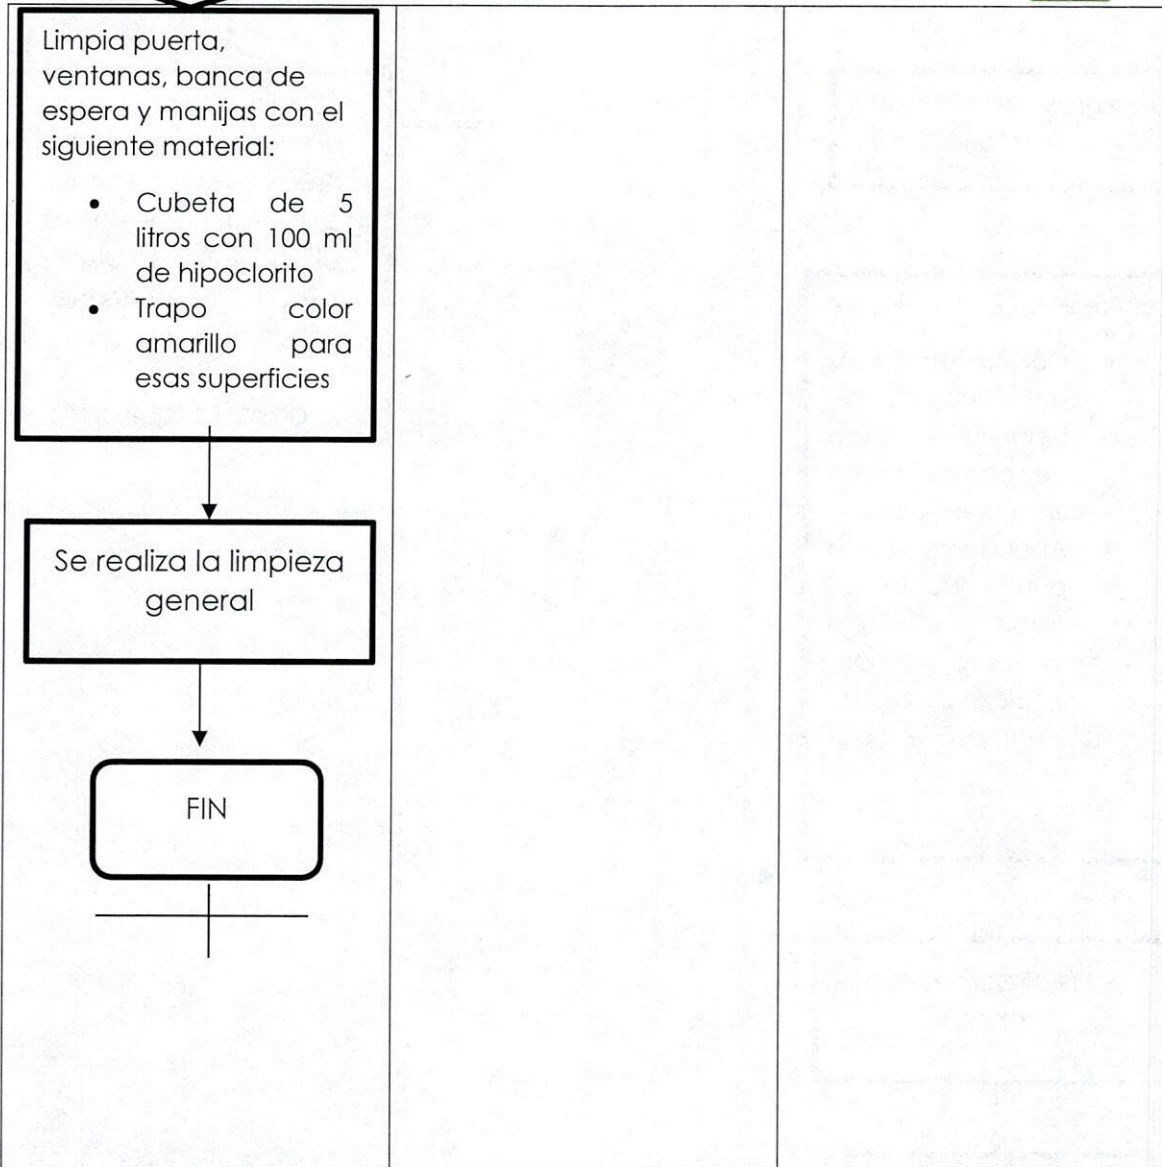 Limpia puerta,
ventanas, banca de
espera y manijas con el
siguiente material:
• Cubeta de 5
litros con 100 ml
de hipoclorito
• Trapo color
amarillo para
esas superficies
Se realiza la limpieza
general
FIN